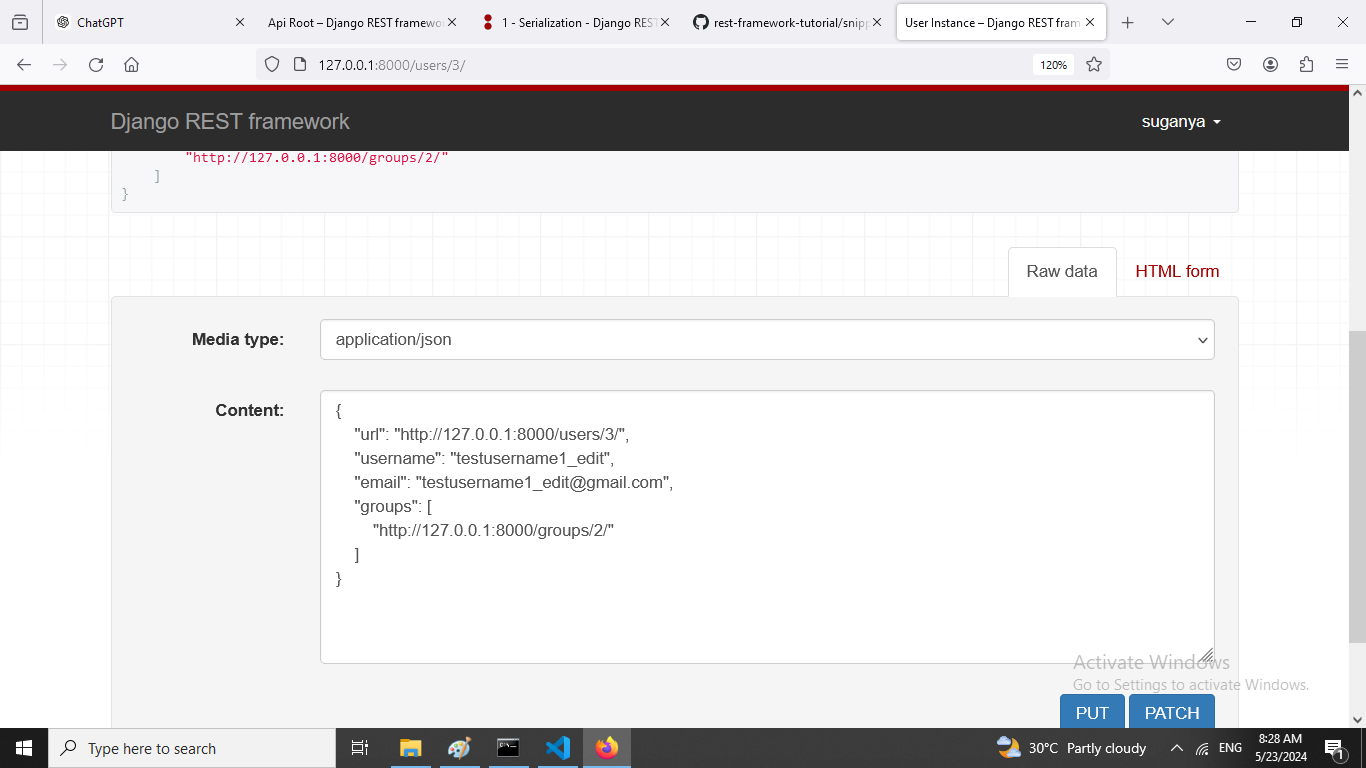 ChatGPT
Api Root – Django REST framewo
1 - Serialization - Django REST
rest-framework-tutorial/snipp
User Instance – Django REST fram
127.0.0.1:8000/users/3/
120%
Django REST framework
suganya
"http://127.0.0.1:8000/groups/2/"
]
}
Raw data
HTML form
Media type:
application/json
Content:
{
"url": "http://127.0.0.1:8000/users/3/",
"username": "testusername1_edit",
"email": "testusername1_edit@gmail.com",
"groups": [
"http://127.0.0.1:8000/groups/2/"
]
}
Activate Windows
Go to Settings to activate Windows.
PUT
PATCH
Type here to search
30°C Partly cloudy
ENG
8:28 AM
5/23/2024
1